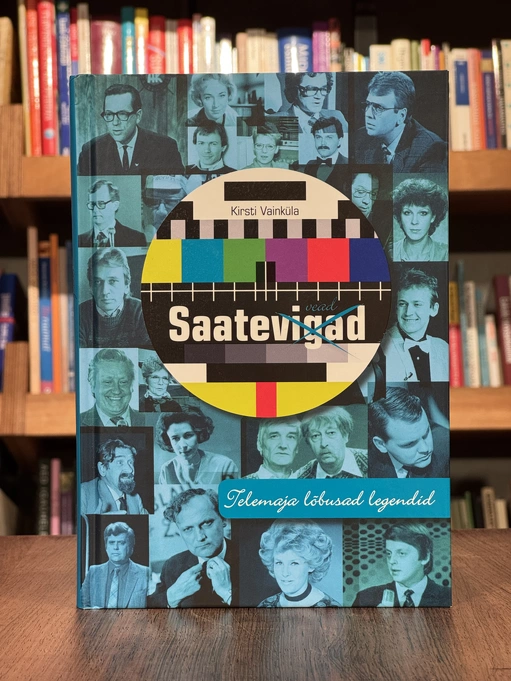 Kirsti Vainküla
vead
Saatevigad
Telemaja lõbusad legendid